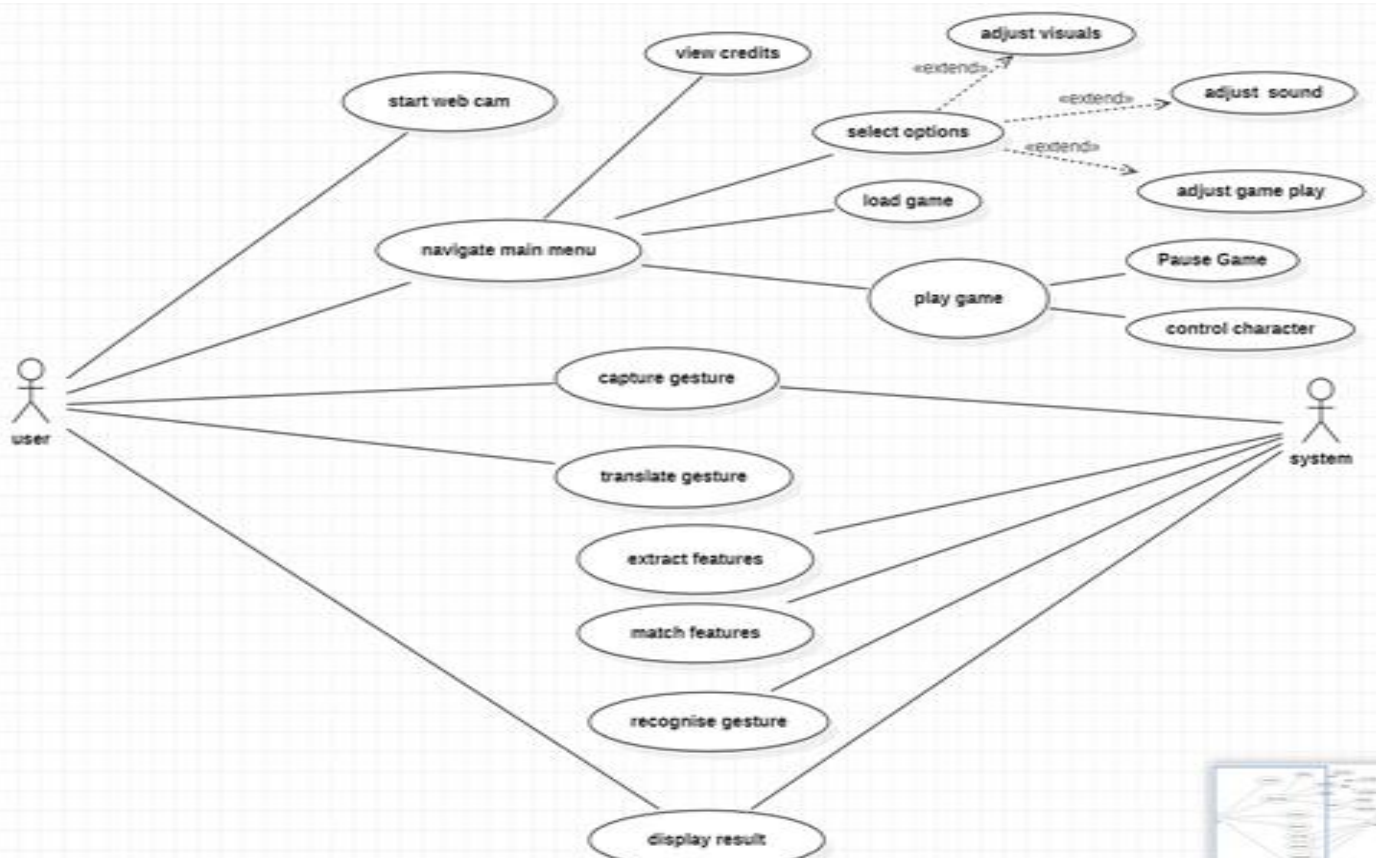 adjust visuals
view credits
«extend»
start web cam
«extend»
adjust  sound
select options
«extend»
adjust game play
load game
navigate main menu
Pause Game
play game
control character
capture gesture
user
system
translate gesture
extract features
match features
recognise gesture
display result